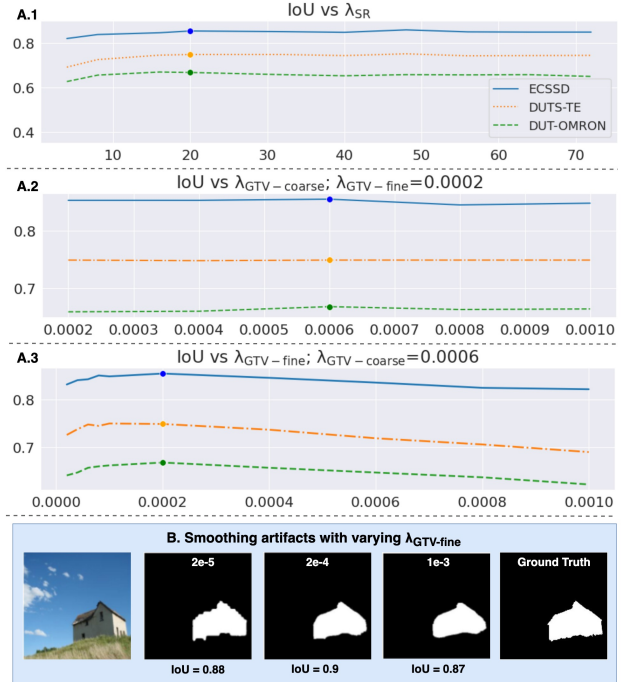 A.1
IoU vs λSR
0.8
0.6
0.4
ECSSD
DUTS-TE
DUT-OMRON
10 20 30 40 50 60 70
A.2
IoU vs λGTV−coarse; λGTV−fine=0.0002
0.8
0.7
0.0002 0.0003 0.0004 0.0005 0.0006 0.0007 0.0008 0.0009 0.0010
A.3
IoU vs λGTV−fine; λGTV−coarse=0.0006
0.8
0.7
0.0000 0.0002 0.0004 0.0006 0.0008 0.0010
B. Smoothing artifacts with varying λGTV-fine
2e-5 2e-4 1e-3 Ground Truth
IoU = 0.88 IoU = 0.9 IoU = 0.87